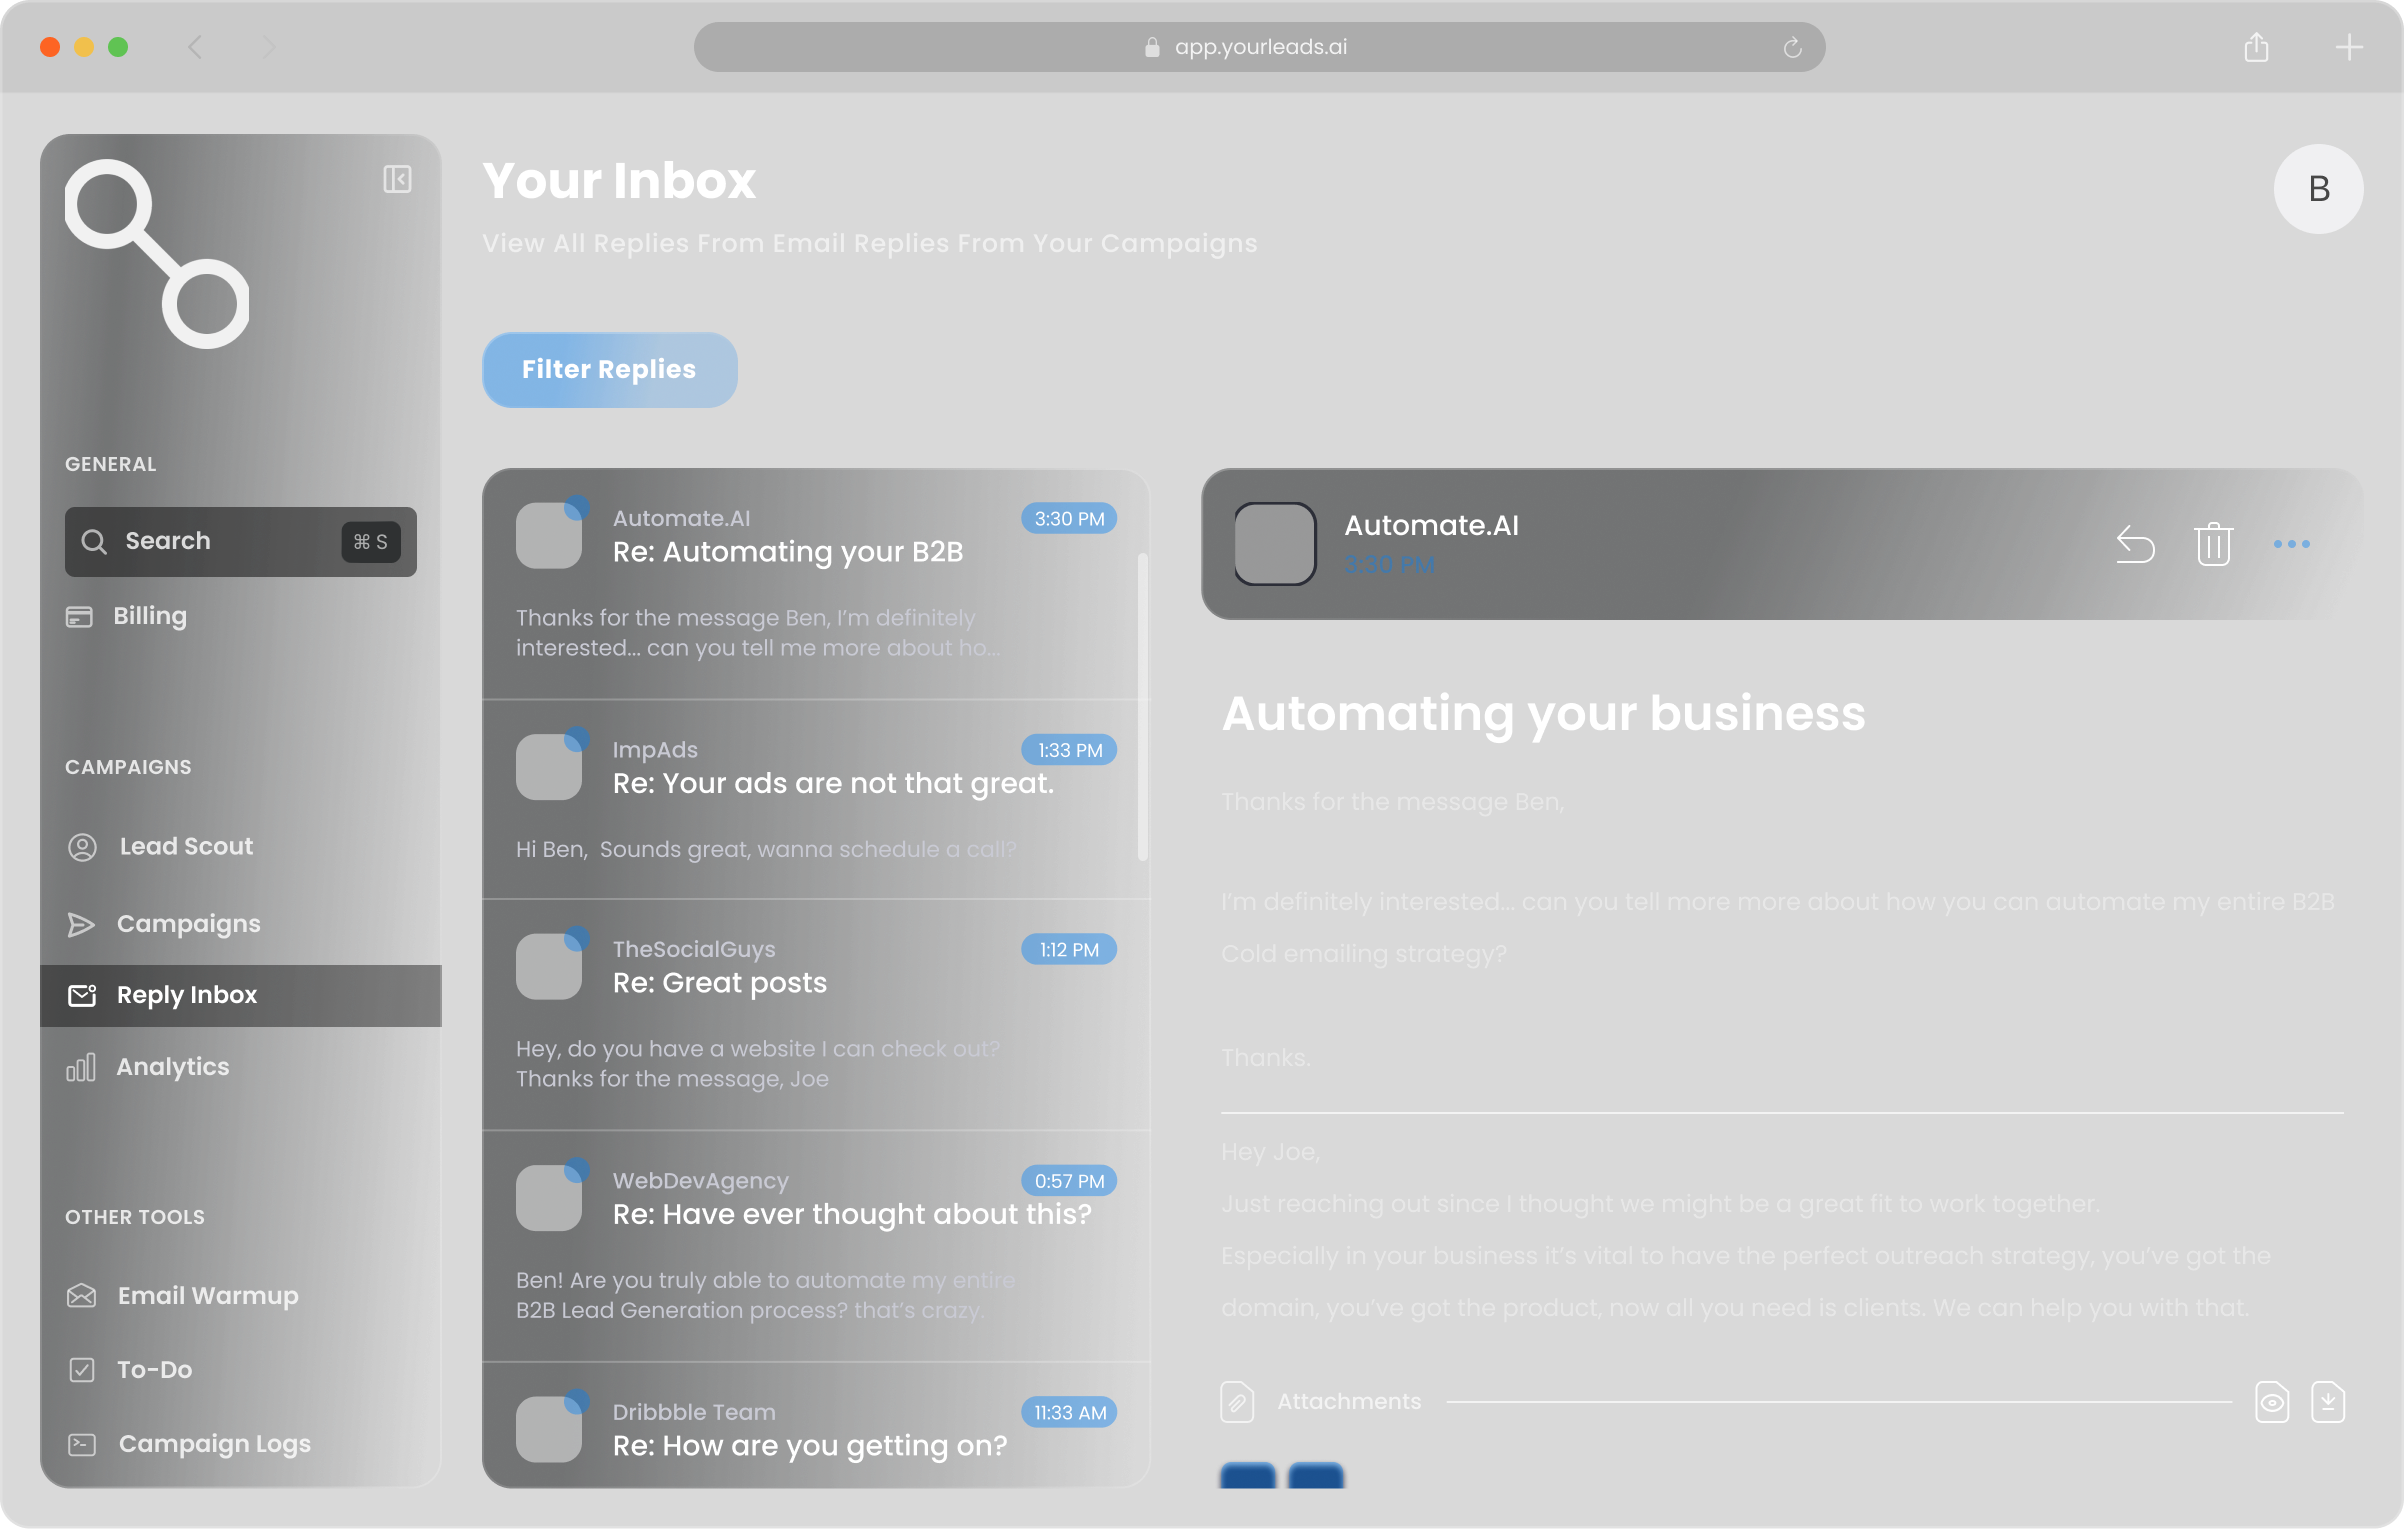 app.yourleads.ai
Your Inbox
View All Replies From Email Replies From Your Campaigns
B
Filter Replies
GENERAL
Search
⌘ S
Billing
CAMPAIGNS
Lead Scout
Campaigns
Reply Inbox
Analytics
OTHER TOOLS
Email Warmup
To-Do
Campaign Logs
Automate.AI
3:30 PM
Re: Automating your B2B
Thanks for the message Ben, I’m definitely
interested... can you tell me more about ho...
ImpAds
1:33 PM
Re: Your ads are not that great.
Hi Ben,  Sounds great, wanna schedule a call?
TheSocialGuys
1:12 PM
Re: Great posts
Hey, do you have a website I can check out?
Thanks for the message, Joe
WebDevAgency
0:57 PM
Re: Have ever thought about this?
Ben! Are you truly able to automate my entire
B2B Lead Generation process? that’s crazy.
Dribbble Team
11:33 AM
Re: How are you getting on?
Automate.AI
3:30 PM
Automating your business
Thanks for the message Ben,
I’m definitely interested... can you tell more more about how you can automate my entire B2B
Cold emailing strategy?
Thanks.
Hey Joe,
Just reaching out since I thought we might be a great fit to work together.
Especially in your business it’s vital to have the perfect outreach strategy, you’ve got the
domain, you’ve got the product, now all you need is clients. We can help you with that.
Attachments